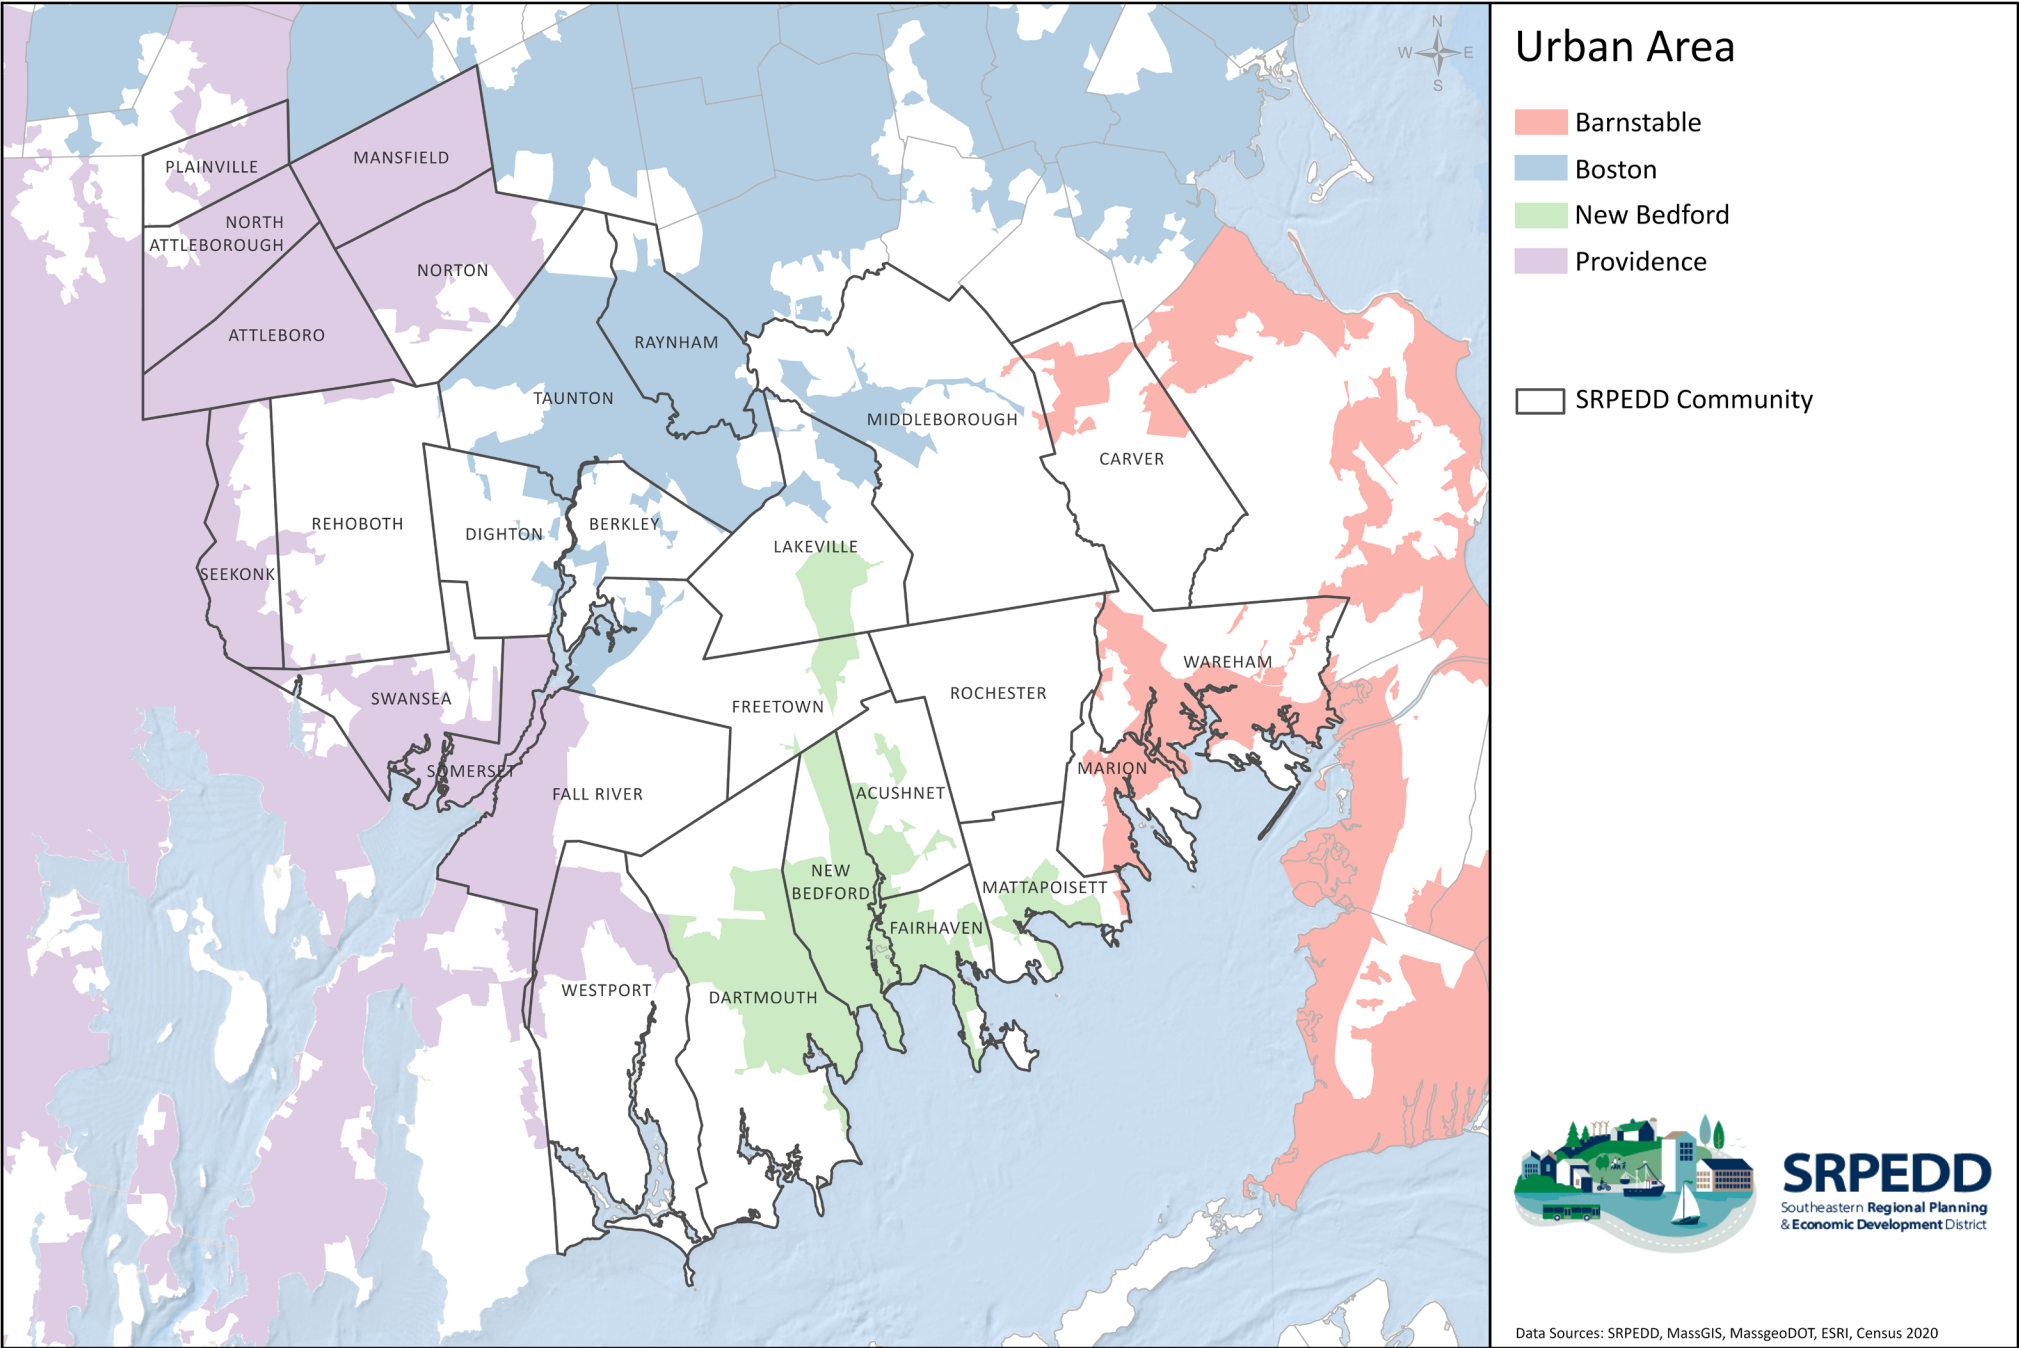 N
W E
S
Urban Area
Barnstable
Boston
New Bedford
Providence
SRPEDD Community
PLAINVILLE
MANSFIELD
NORTH
ATTLEBOROUGH
NORTON
ATTLEBORO
RAYNHAM
TAUNTON
MIDDLEBOROUGH
CARVER
REHOBOTH
DIGHTON
BERKLEY
LAKEVILLE
SEEKONK
WAREHAM
SWANSEA
FREETOWN
ROCHESTER
SOMERSET
MARION
FALL RIVER
ACUSHNET
NEW
BEDFORD
MATTAPOISETT
FAIRHAVEN
WESTPORT
DARTMOUTH
SRPEDD
Southeastern Regional Planning
& Economic Development District
Data Sources: SRPEDD, MassGIS, MassgeoDOT, ESRI, Census 2020